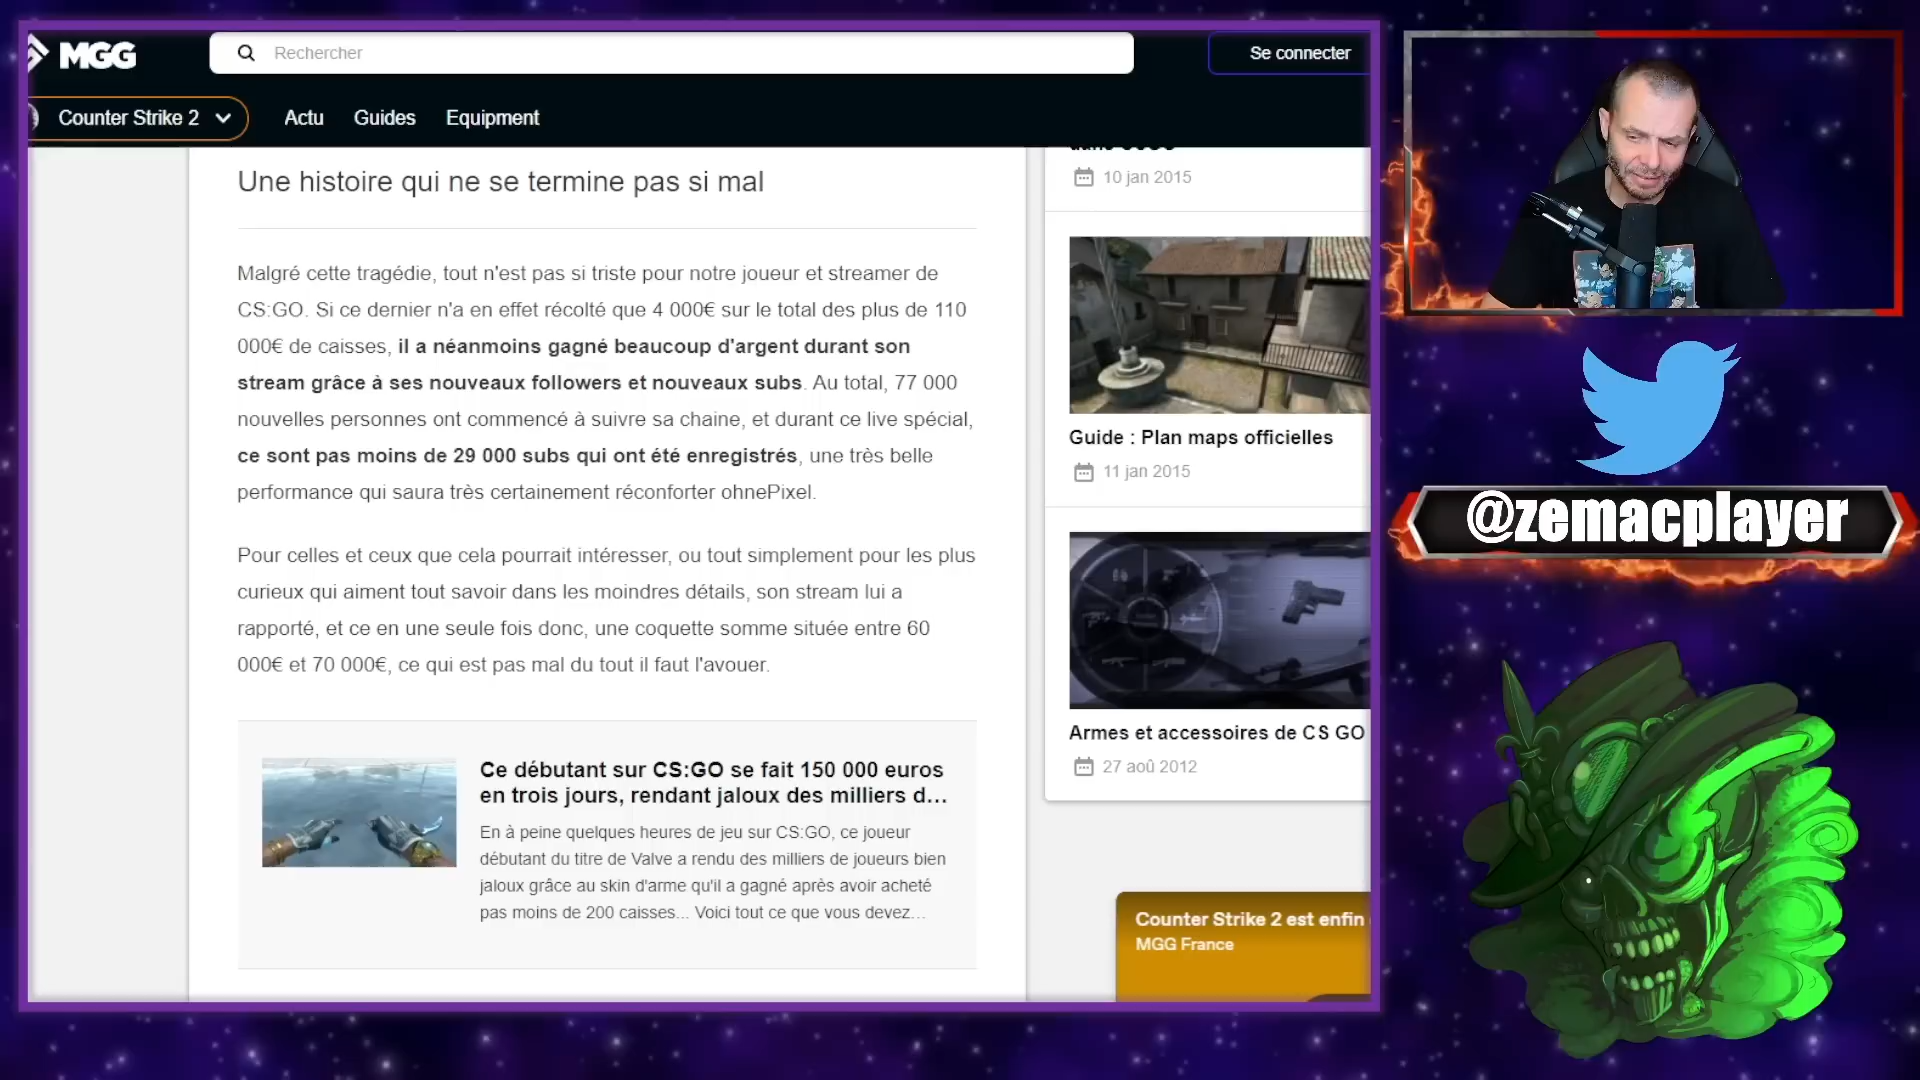 MGG
Rechercher
Se connecter
Counter Strike 2
Actu
Guides
Equipment
Une histoire qui ne se termine pas si mal
Malgré cette tragédie, tout n'est pas si triste pour notre joueur et streamer de
CS:GO. Si ce dernier n'a en effet récolté que 4 000€ sur le total des plus de 110
000€ de caisses, il a néanmoins gagné beaucoup d'argent durant son
stream grâce à ses nouveaux followers et nouveaux subs. Au total, 77 000
nouvelles personnes ont commencé à suivre sa chaine, et durant ce live spécial,
ce sont pas moins de 29 000 subs qui ont été enregistrés, une très belle
performance qui saura très certainement réconforter ohnePixel.
Pour celles et ceux que cela pourrait intéresser, ou tout simplement pour les plus
curieux qui aiment tout savoir dans les moindres détails, son stream lui a
rapporté, et ce en une seule fois donc, une coquette somme située entre 60
000€ et 70 000€, ce qui est pas mal du tout il faut l'avouer.
Ce débutant sur CS:GO se fait 150 000 euros
en trois jours, rendant jaloux des milliers d...
En à peine quelques heures de jeu sur CS:GO, ce joueur
débutant du titre de Valve a rendu des milliers de joueurs bien
jaloux grâce au skin d'arme qu'il a gagné après avoir acheté
pas moins de 200 caisses... Voici tout ce que vous devez...
10 jan 2015
Guide : Plan maps officielles
11 jan 2015
Armes et accessoires de CS GO
27 aoû 2012
Counter Strike 2 est enfin
MGG France
@zemacplayer